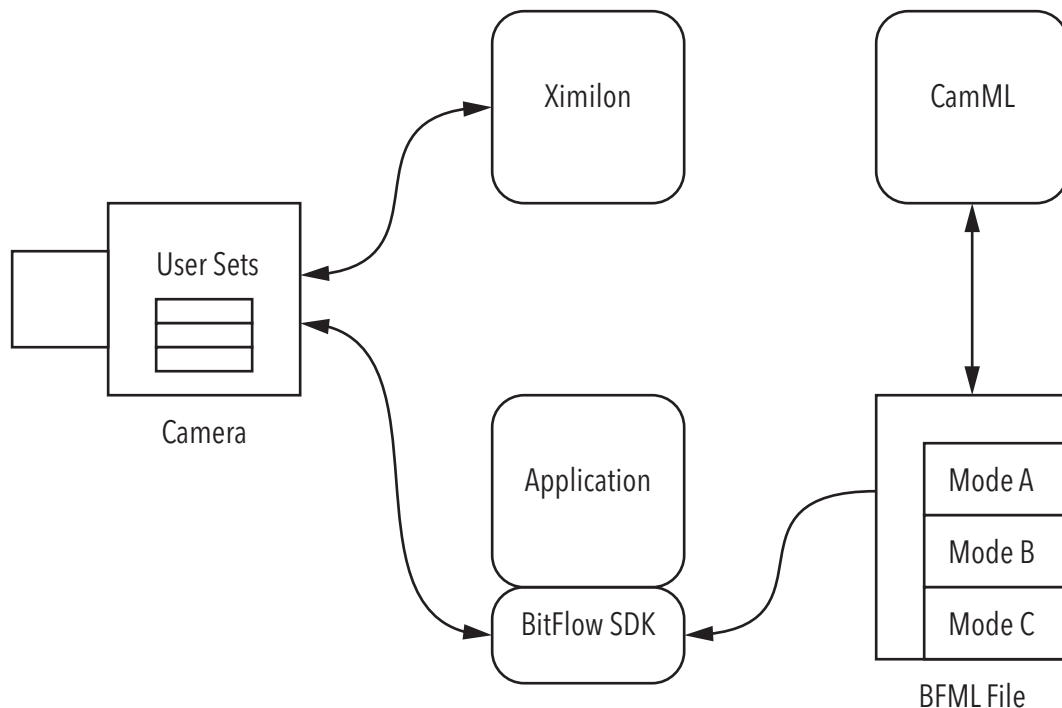 Ximilon
CamML
User Sets
Camera
Application
Mode A
Mode B
BitFlow SDK
Mode C
BFML File